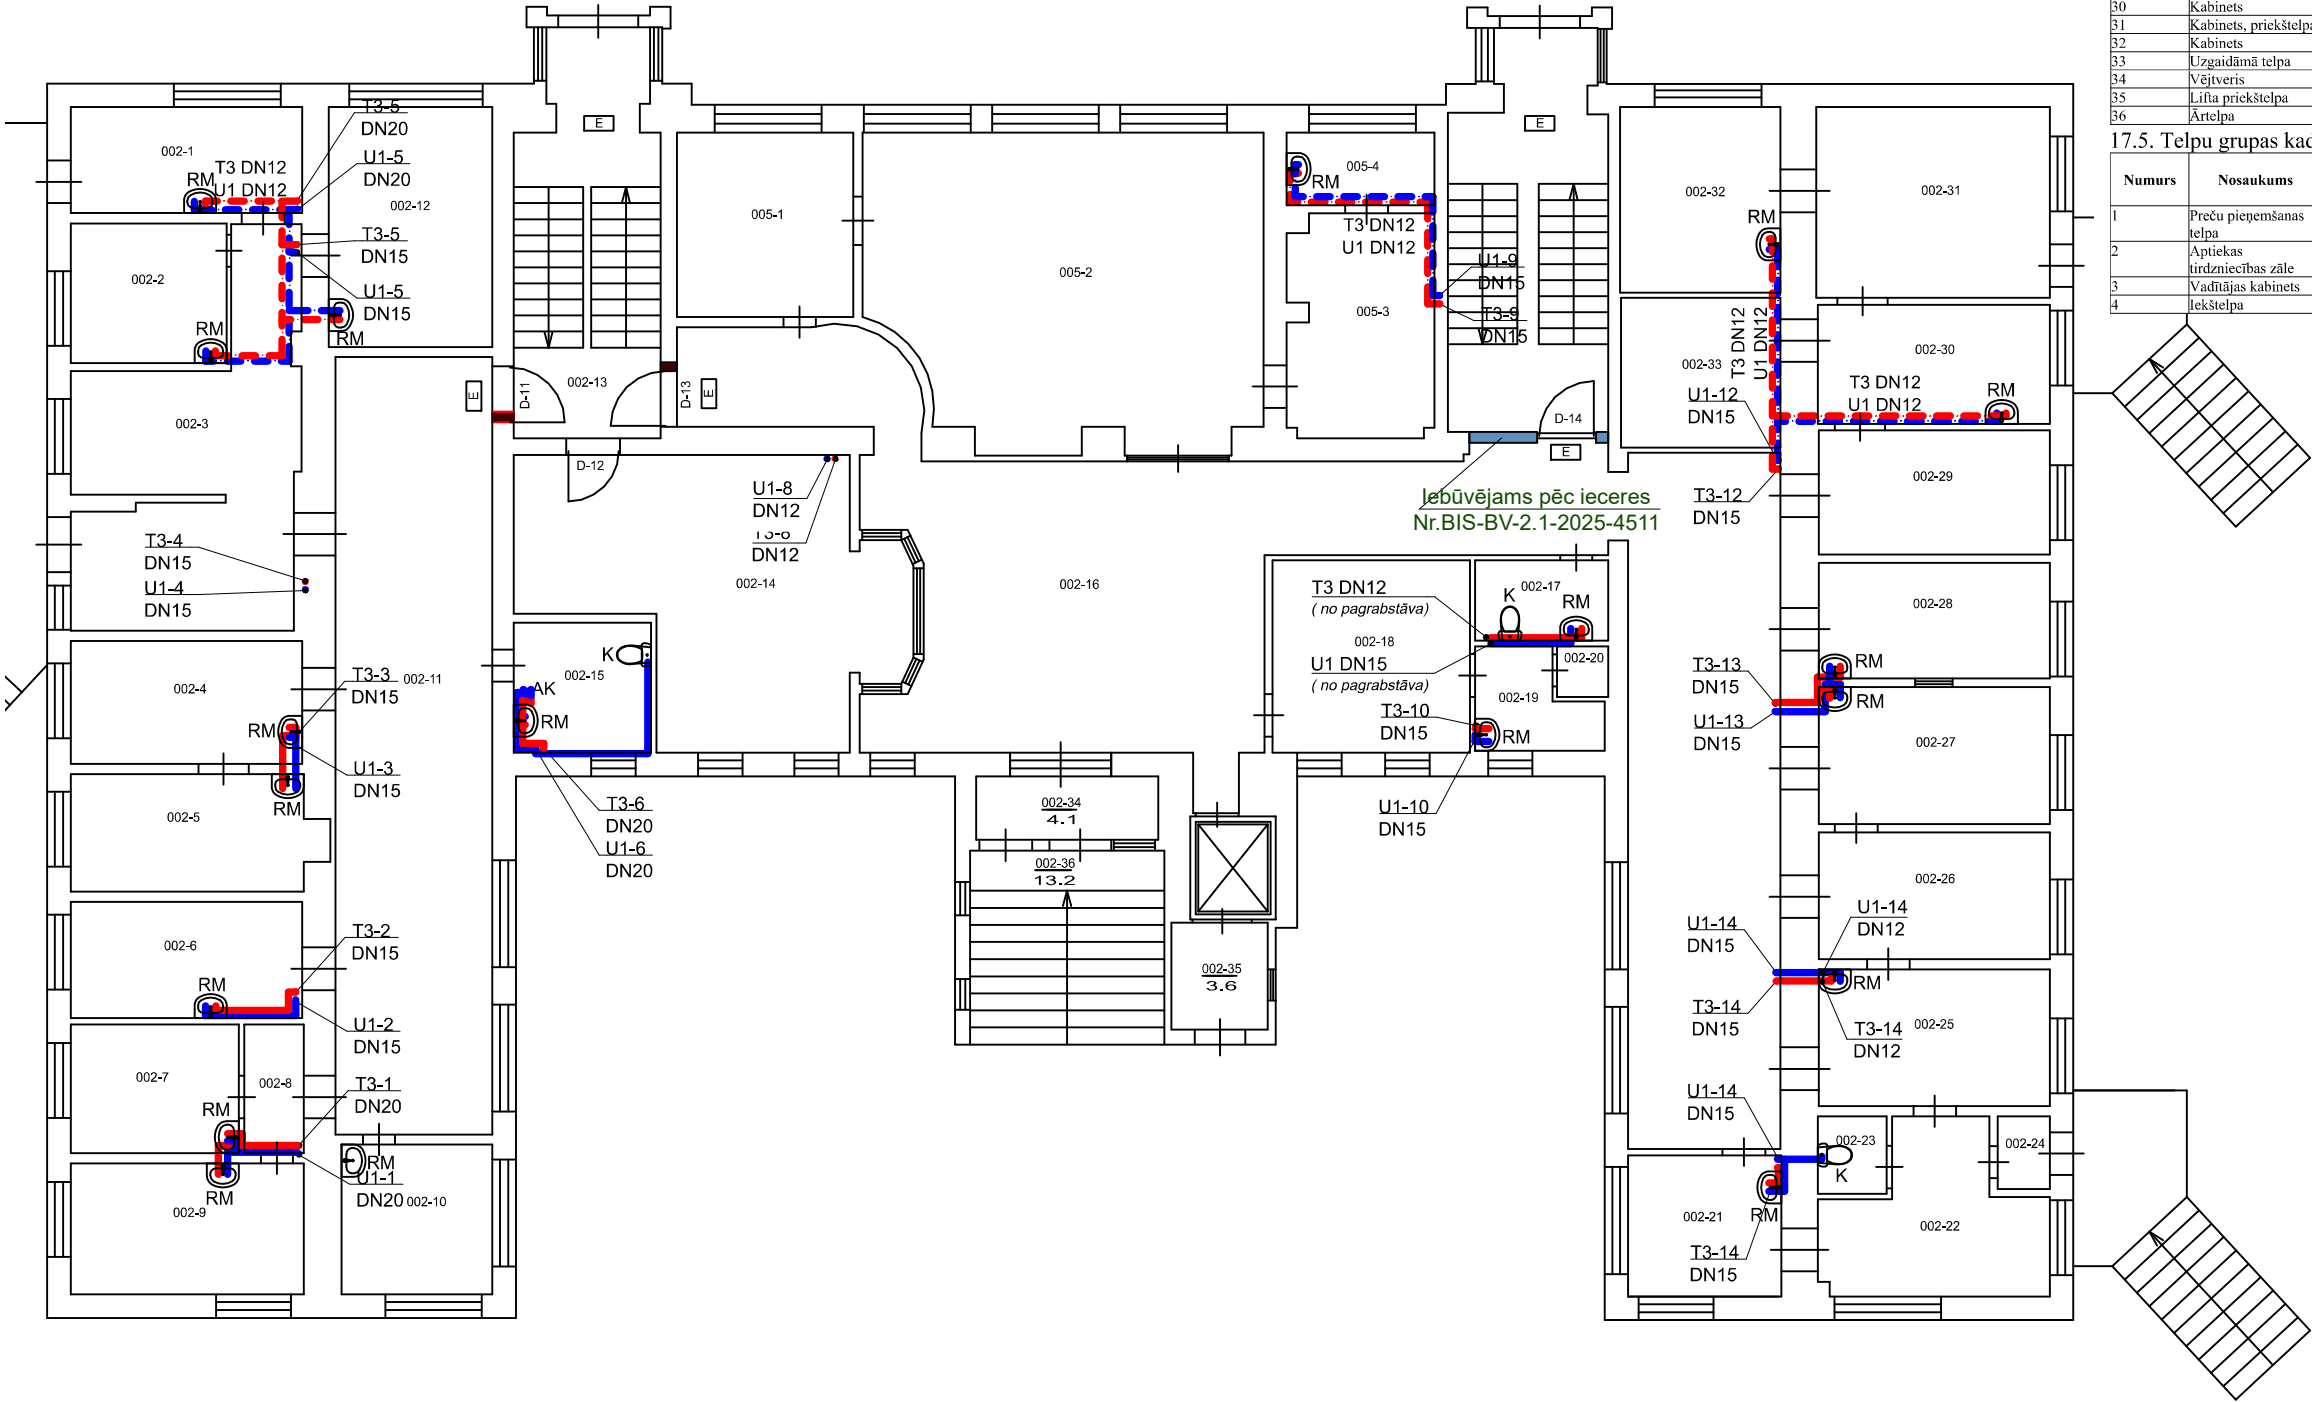 30 Kabinets
31 Kabinets, priekštelpa
32 Kabinets
33 Uzgaidāmā telpa
34 Vējtveris
35 Lifta priekštelpa
36 Ārtelpa
17.5. Telpu grupas kad
Numurs Nosaukums
1 Preču pieņemšanas
telpa
2 Aptiekas
tirdzniecības zāle
3 Vadītājas kabinets
4 Iekštelpa
002-1
T3 DN12
U1 DN12
RM
T3-5
DN20
U1-5
DN20
002-12
T3-5
DN15
U1-5
DN15
RM
002-2
RM
002-3
T3-4
DN15
U1-4
DN15
002-4
RM
T3-3
DN15
002-11
U1-3
DN15
RM
002-5
002-6
RM
T3-2
DN15
U1-2
DN15
002-7
002-8
RM
T3-1
DN20
RM
U1-1
DN20
002-10
RM
002-9
E
D-11
002-13
D-13
E
E
D-12
005-1
005-2
005-4
RM
T3 DN12
U1 DN12
005-3
U1-9
DN15
T3-9
DN15
E
D-14
E
Iebūvējams pēc ieceres
Nr.BIS-BV-2.1-2025-4511
U1-8
DN12
DN12
002-14
002-16
K
002-15
AK
RM
T3-6
DN20
U1-6
DN20
002-34
4.1
002-36
13.2
002-35
3.6
T3 DN12
( no pagrabstāva)
002-18
U1 DN15
( no pagrabstāva)
K
002-17
RM
002-20
002-19
T3-10
DN15
RM
U1-10
DN15
002-32
RM
002-31
T3 DN12
U1 DN12
002-33
U1-12
DN15
002-30
T3 DN12
U1 DN12
RM
T3-12
DN15
002-29
002-28
T3-13
DN15
U1-13
DN15
RM
RM
002-27
002-26
U1-14
DN15
U1-14
DN12
RM
T3-14
DN15
T3-14
DN12
002-25
U1-14
DN15
002-23
K
002-24
RM
002-21
T3-14
DN15
002-22